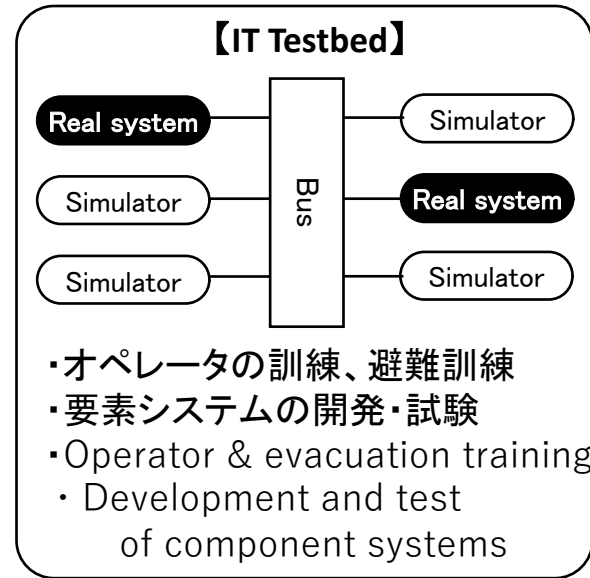 【IT Testbed】
Real system
Simulator
Simulator
Bus
Simulator
Real system
Simulator
・オペレータの訓練、避難訓練
・要素システムの開発・試験
・Operator & evacuation training
・Development and test
of component systems